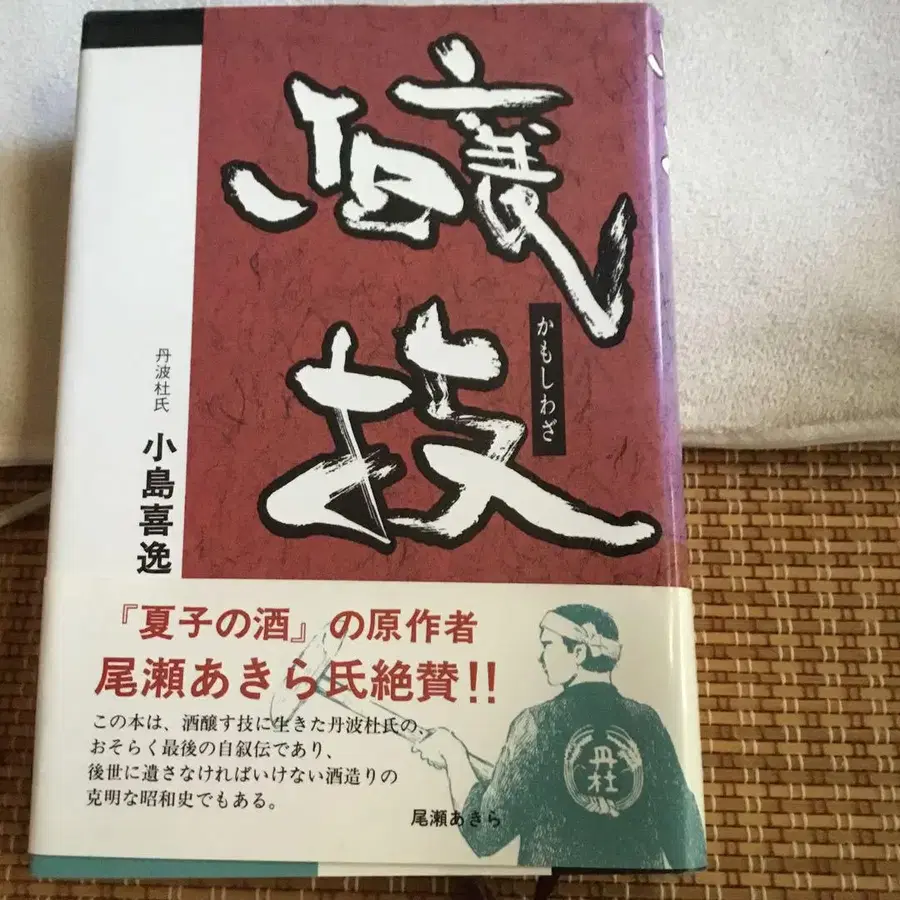 醸技
かもしわざ
丹波杜氏
小島喜逸
『夏子の酒』の原作者
尾瀬あきら氏絶賛!!
この本は、酒醸す技に生きた丹波杜氏の、
おそらく最後の自叙伝であり、
後世に遺さなければいけない酒造りの
克明な昭和史でもある。
尾瀬あきら
丹
杜